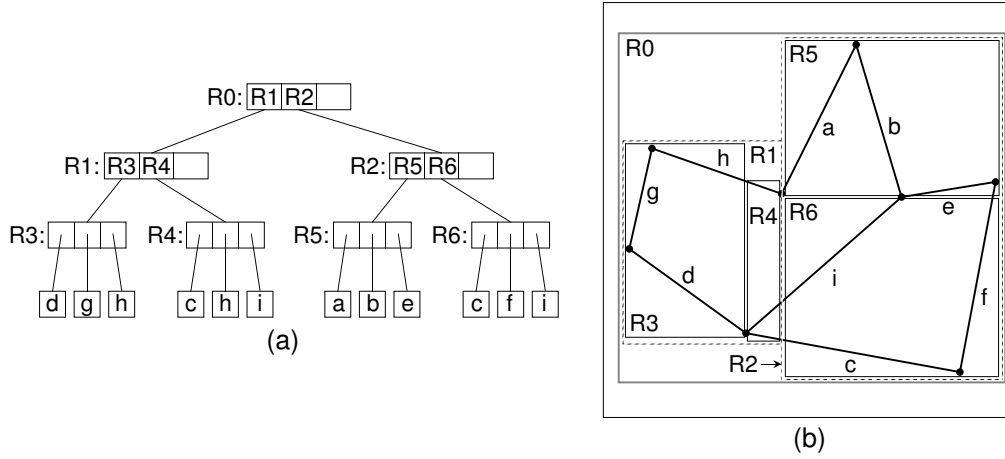 R0: R1 R2
R1: R3 R4
R2: R5 R6
R3:
R4:
R5:
R6:
d g h
c h i
a b e
c f i
(a)
R0
R5
a
b
h
R1
g
R4
R6
e
d
i
f
R3
R2
c
(b)